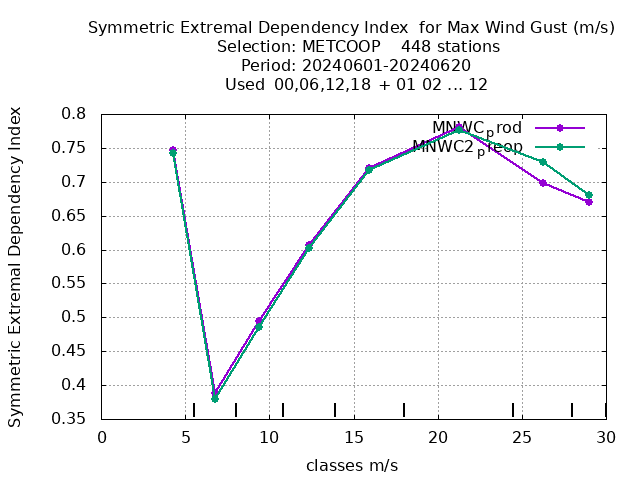 Symmetric Extremal Dependency Index  for Max Wind Gust (m/s)
Selection: METCOOP    448 stations
Period: 20240601-20240620
Used  00,06,12,18 + 01 02 ... 12
Symmetric Extremal Dependency Index
0.8
0.75
0.7
0.65
0.6
0.55
0.5
0.45
0.4
0.35
MNWC_prod
MNWC2_preop
0 5 10 15 20 25 30
classes m/s